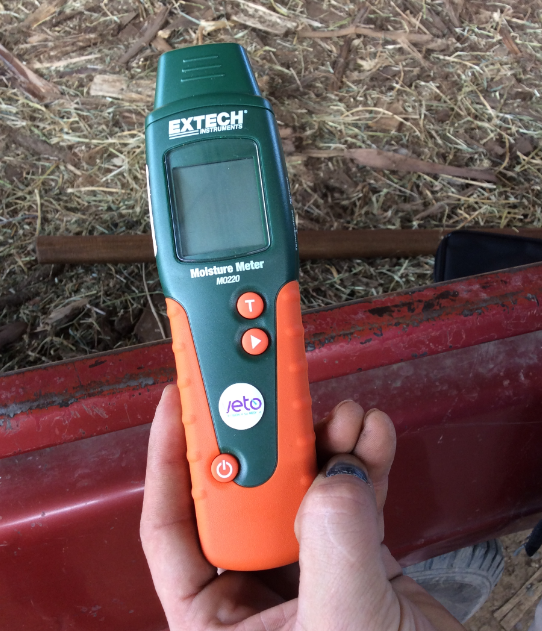 EXTECH®
INSTRUMENTS
Moisture Meter
MO220
T
jeto